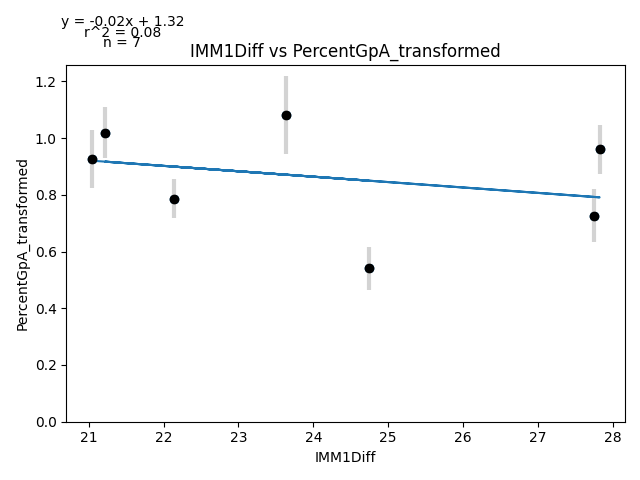 y = -0.02x + 1.32
r^2 = 0.08
n = 7
IMM1Diff vs PercentGpA_transformed
PercentGpA_transformed
1.2
1.0
0.8
0.6
0.4
0.2
0.0
21 22 23 24 25 26 27 28
IMM1Diff